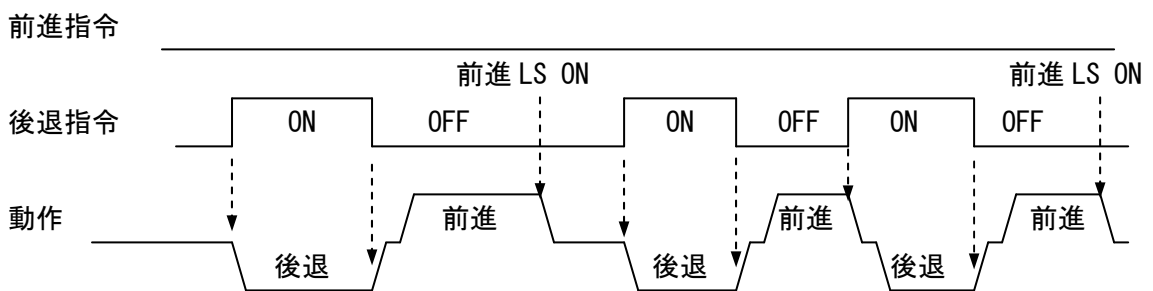 前進指令
前進 LS ON 前進 LS ON
後退指令 ON OFF ON OFF ON OFF
動作 前進 前進 前進
後退 後退 後退